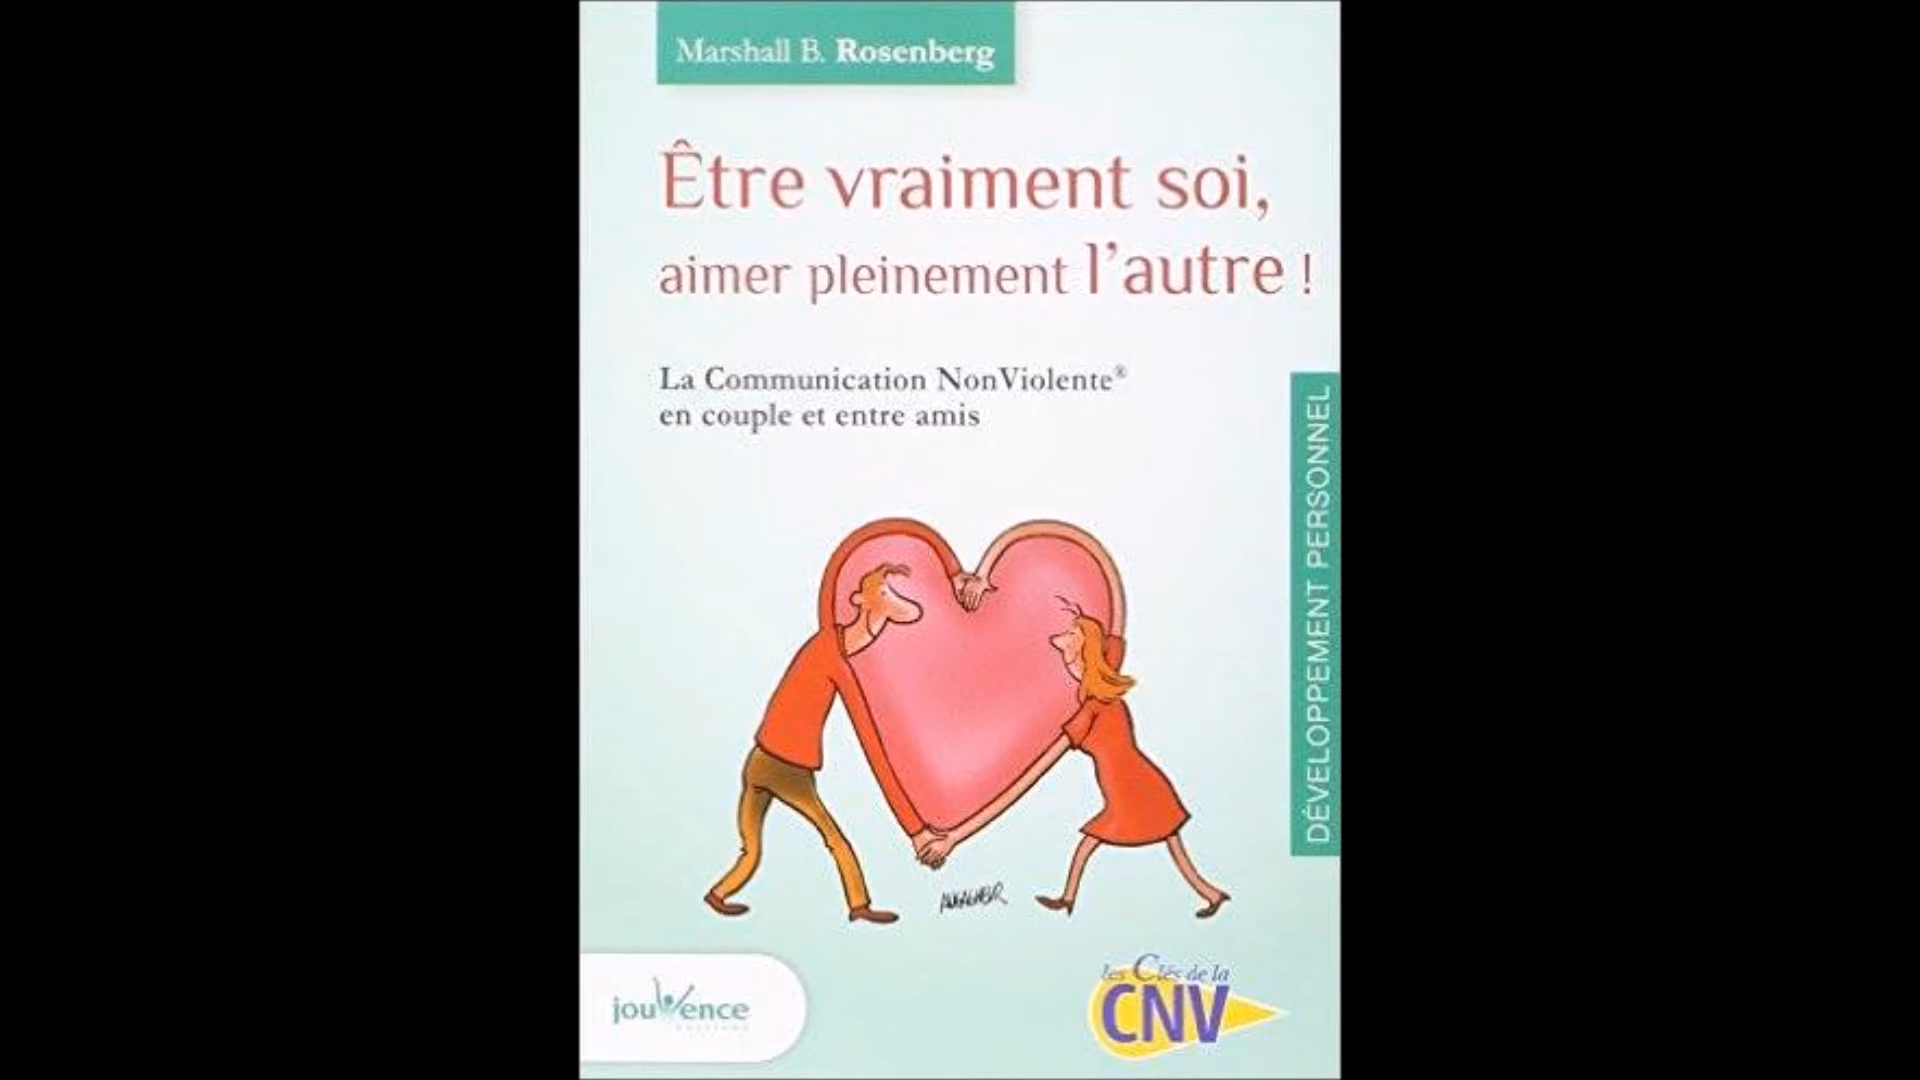 Marshall B. Rosenberg
Être vraiment soi,
aimer pleinement l'autre !
La Communication NonViolente®
en couple et entre amis
DÉVELOPPEMENT PERSONNEL
jouvence
ÉDITIONS
les Clés de la
CNV